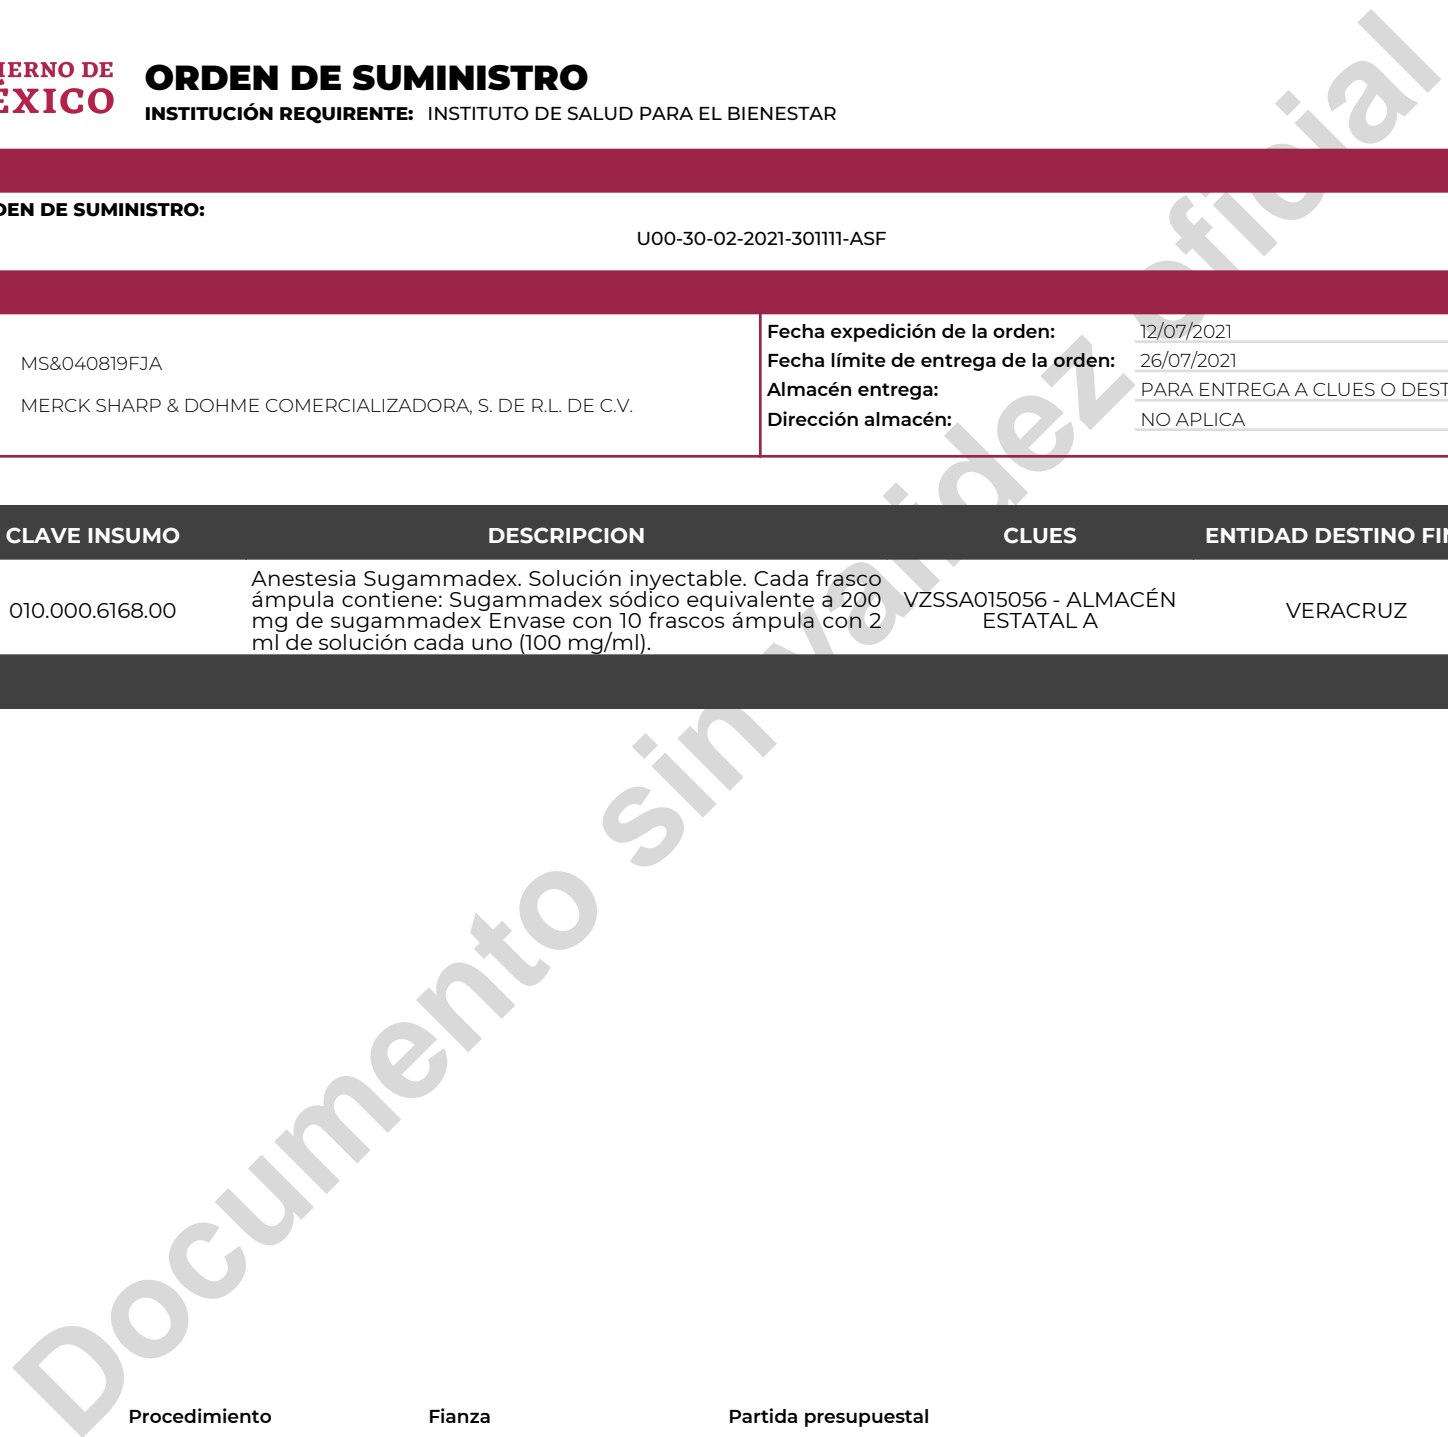 IERNO DE
ÉXICO
ORDEN DE SUMINISTRO
INSTITUCIÓN REQUIRENTE: INSTITUTO DE SALUD PARA EL BIENESTAR
DEN DE SUMINISTRO:
U00-30-02-2021-301111-ASF
MS&040819FJA
MERCK SHARP & DOHME COMERCIALIZADORA, S. DE R.L. DE C.V.
Fecha expedición de la orden: 12/07/2021
Fecha límite de entrega de la orden: 26/07/2021
Almacén entrega: PARA ENTREGA A CLUES O DEST
Dirección almacén: NO APLICA
CLAVE INSUMO DESCRIPCION CLUES ENTIDAD DESTINO FIN
010.000.6168.00
Anestesia Sugammadex. Solución inyectable. Cada frasco
ámpula contiene: Sugammadex sódico equivalente a 200
mg de sugammadex Envase con 10 frascos ámpula con 2
ml de solución cada uno (100 mg/ml).
VZSSA015056 - ALMACÉN
ESTATAL A
VERACRUZ
Documento sin validez oficial
Procedimiento Fianza Partida presupuestal